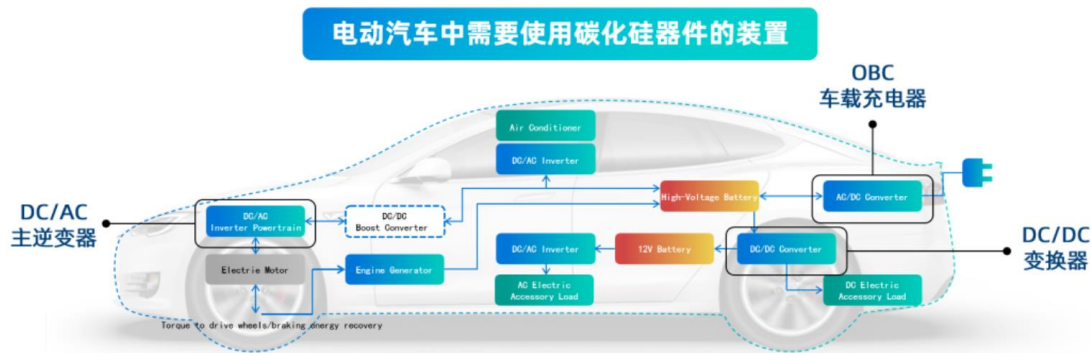 电动汽车中需要使用碳化硅器件的装置
OBC
车载充电器
Air Conditioner
DC/AC Inverter
High-Voltage Battery
AC/DC Converter
DC/AC
主逆变器
DC/AC
Inverter Powertrain
DC/DC
Boost Converter
DC/AC Inverter
12V Battery
DC/DC Converter
DC/DC
变换器
Electrie Motor
Engine Generator
AC Electric
Accessory Load
DC Electric
Accessory Load
Torque to drive wheels/braking energy recovery